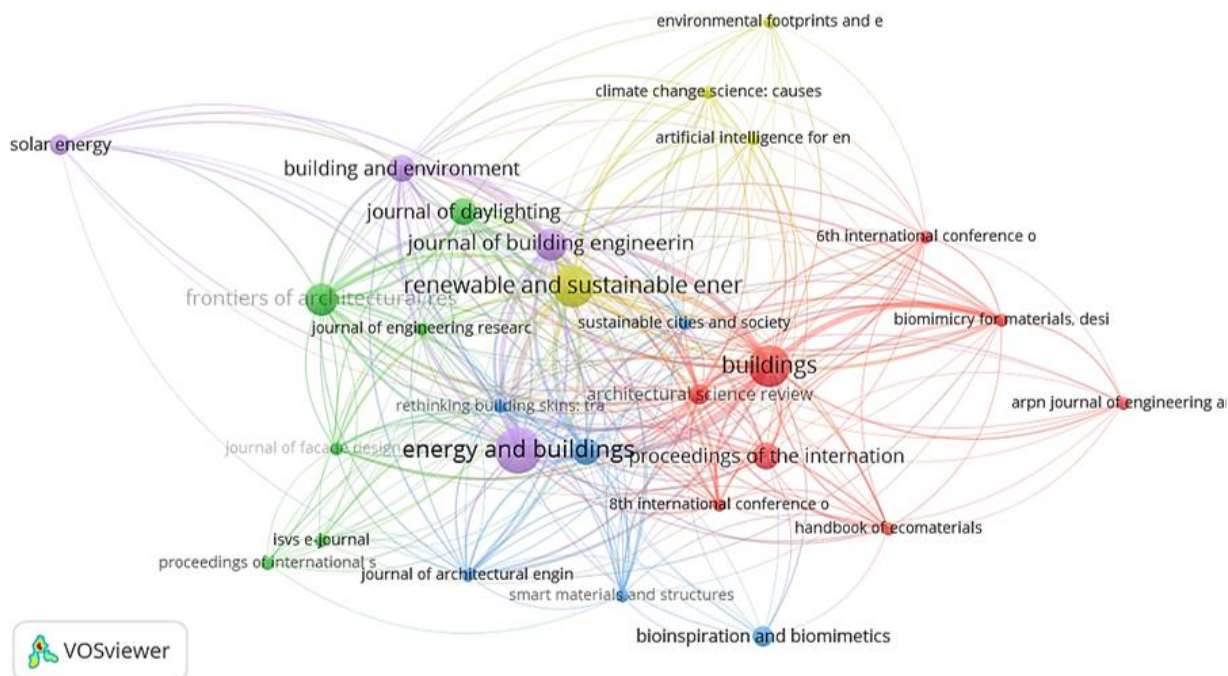 environmental footprints and e
climate change science: causes
artificial intelligence for en
solar energy
building and environment
journal of daylighting
journal of building engineerin
6th international conference o
renewable and sustainable ener
frontiers of architectural res
journal of engineering researc
sustainable cities and society
biomimicry for materials, desi
buildings
architectural science review
rethinking building skins: tra
arpn journal of engineering a
journal of facade design
energy and buildings
proceedings of the internation
8th international conference o
handbook of ecomaterials
isvs e-journal
proceedings of international s
journal of architectural engin
smart materials and structures
bioinspiration and biomimetics
VOSviewer